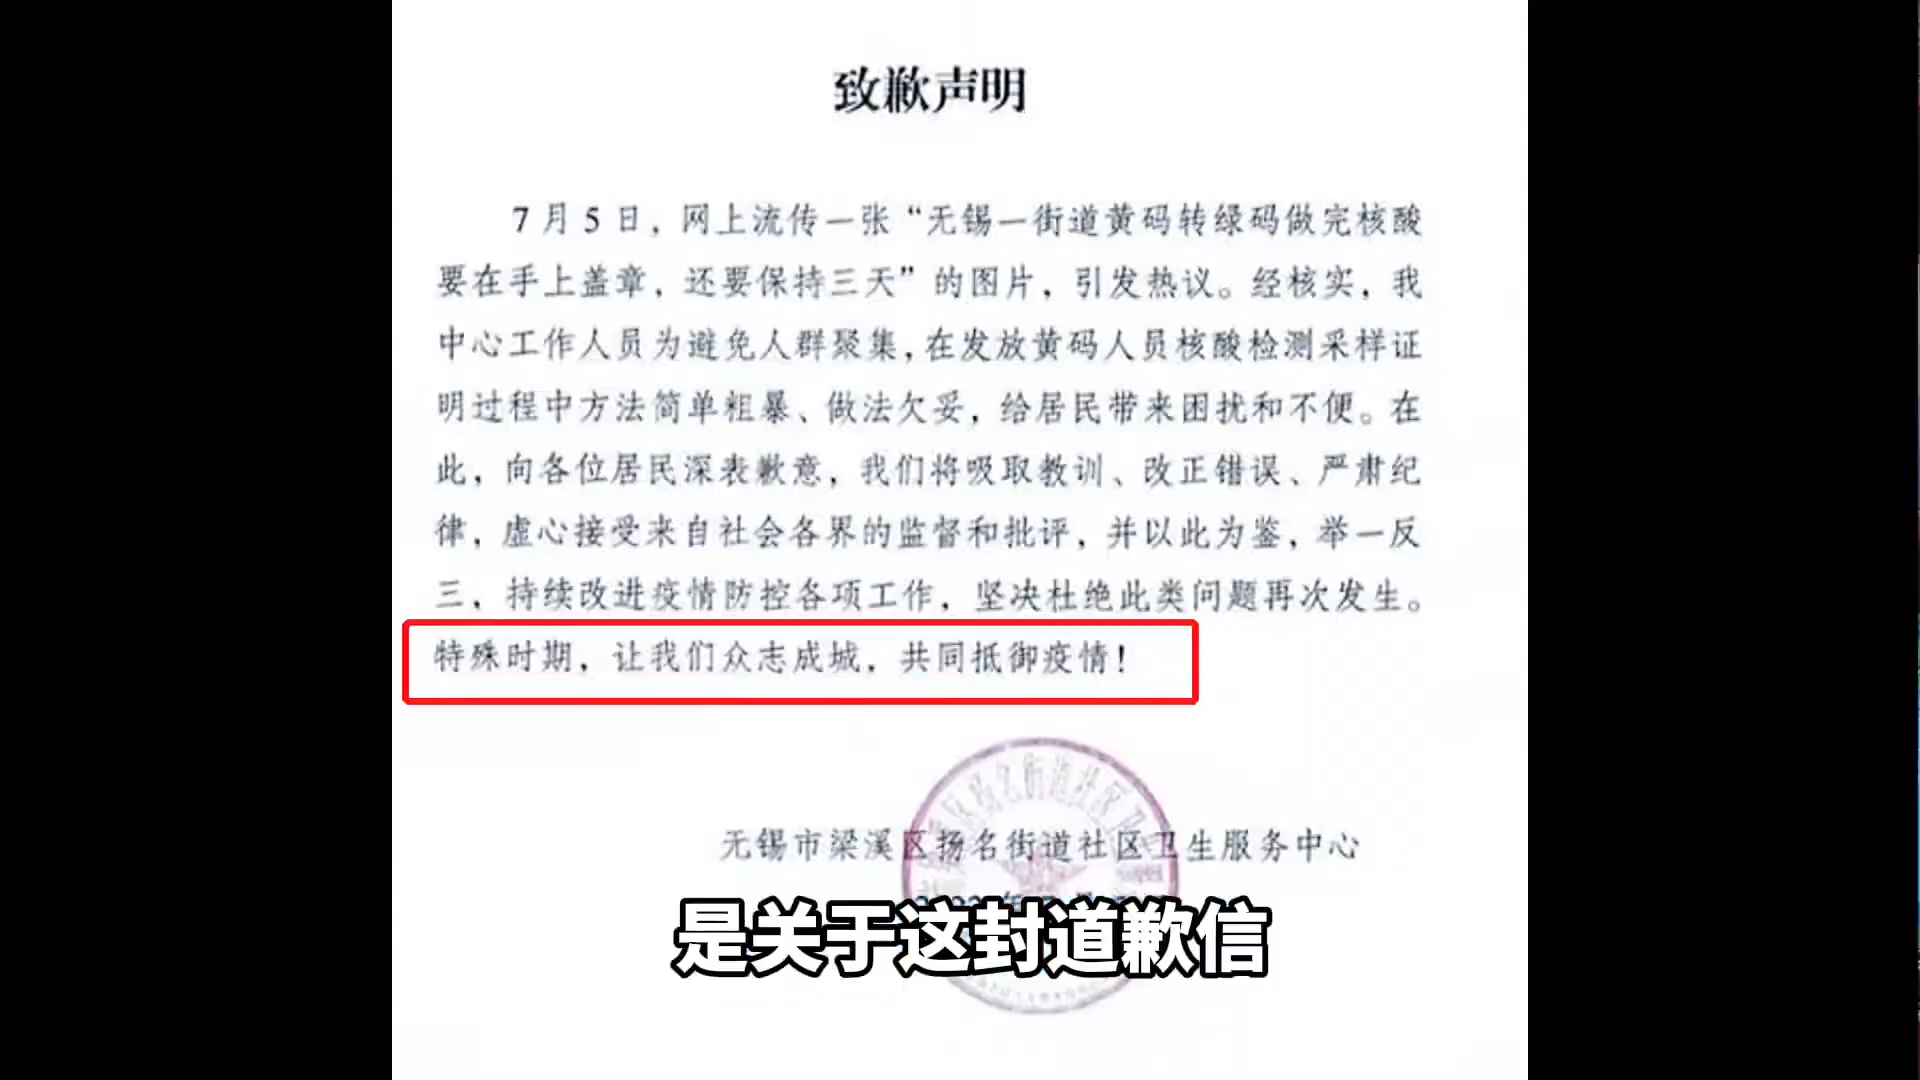 致歉声明
7月5日，网上流传一张“无锡一街道黄码转绿码做完核酸
要在手上盖章，还要保持三天”的图片，引发热议。经核实，我
中心工作人员为避免人群聚集，在发放黄码人员核酸检测采样证
明过程中方法简单粗暴、做法欠妥，给居民带来困扰和不便。在
此，向各位居民深表歉意，我们将吸取教训、改正错误、严肃纪
律，虚心接受来自社会各界的监督和批评，并以此为鉴，举一反
三，持续改进疫情防控各项工作，坚决杜绝此类问题再次发生。
特殊时期，让我们众志成城，共同抵御疫情！
无锡市梁溪区扬名街道社区卫生服务中心
区扬名街道社区卫
是关于这封道歉信